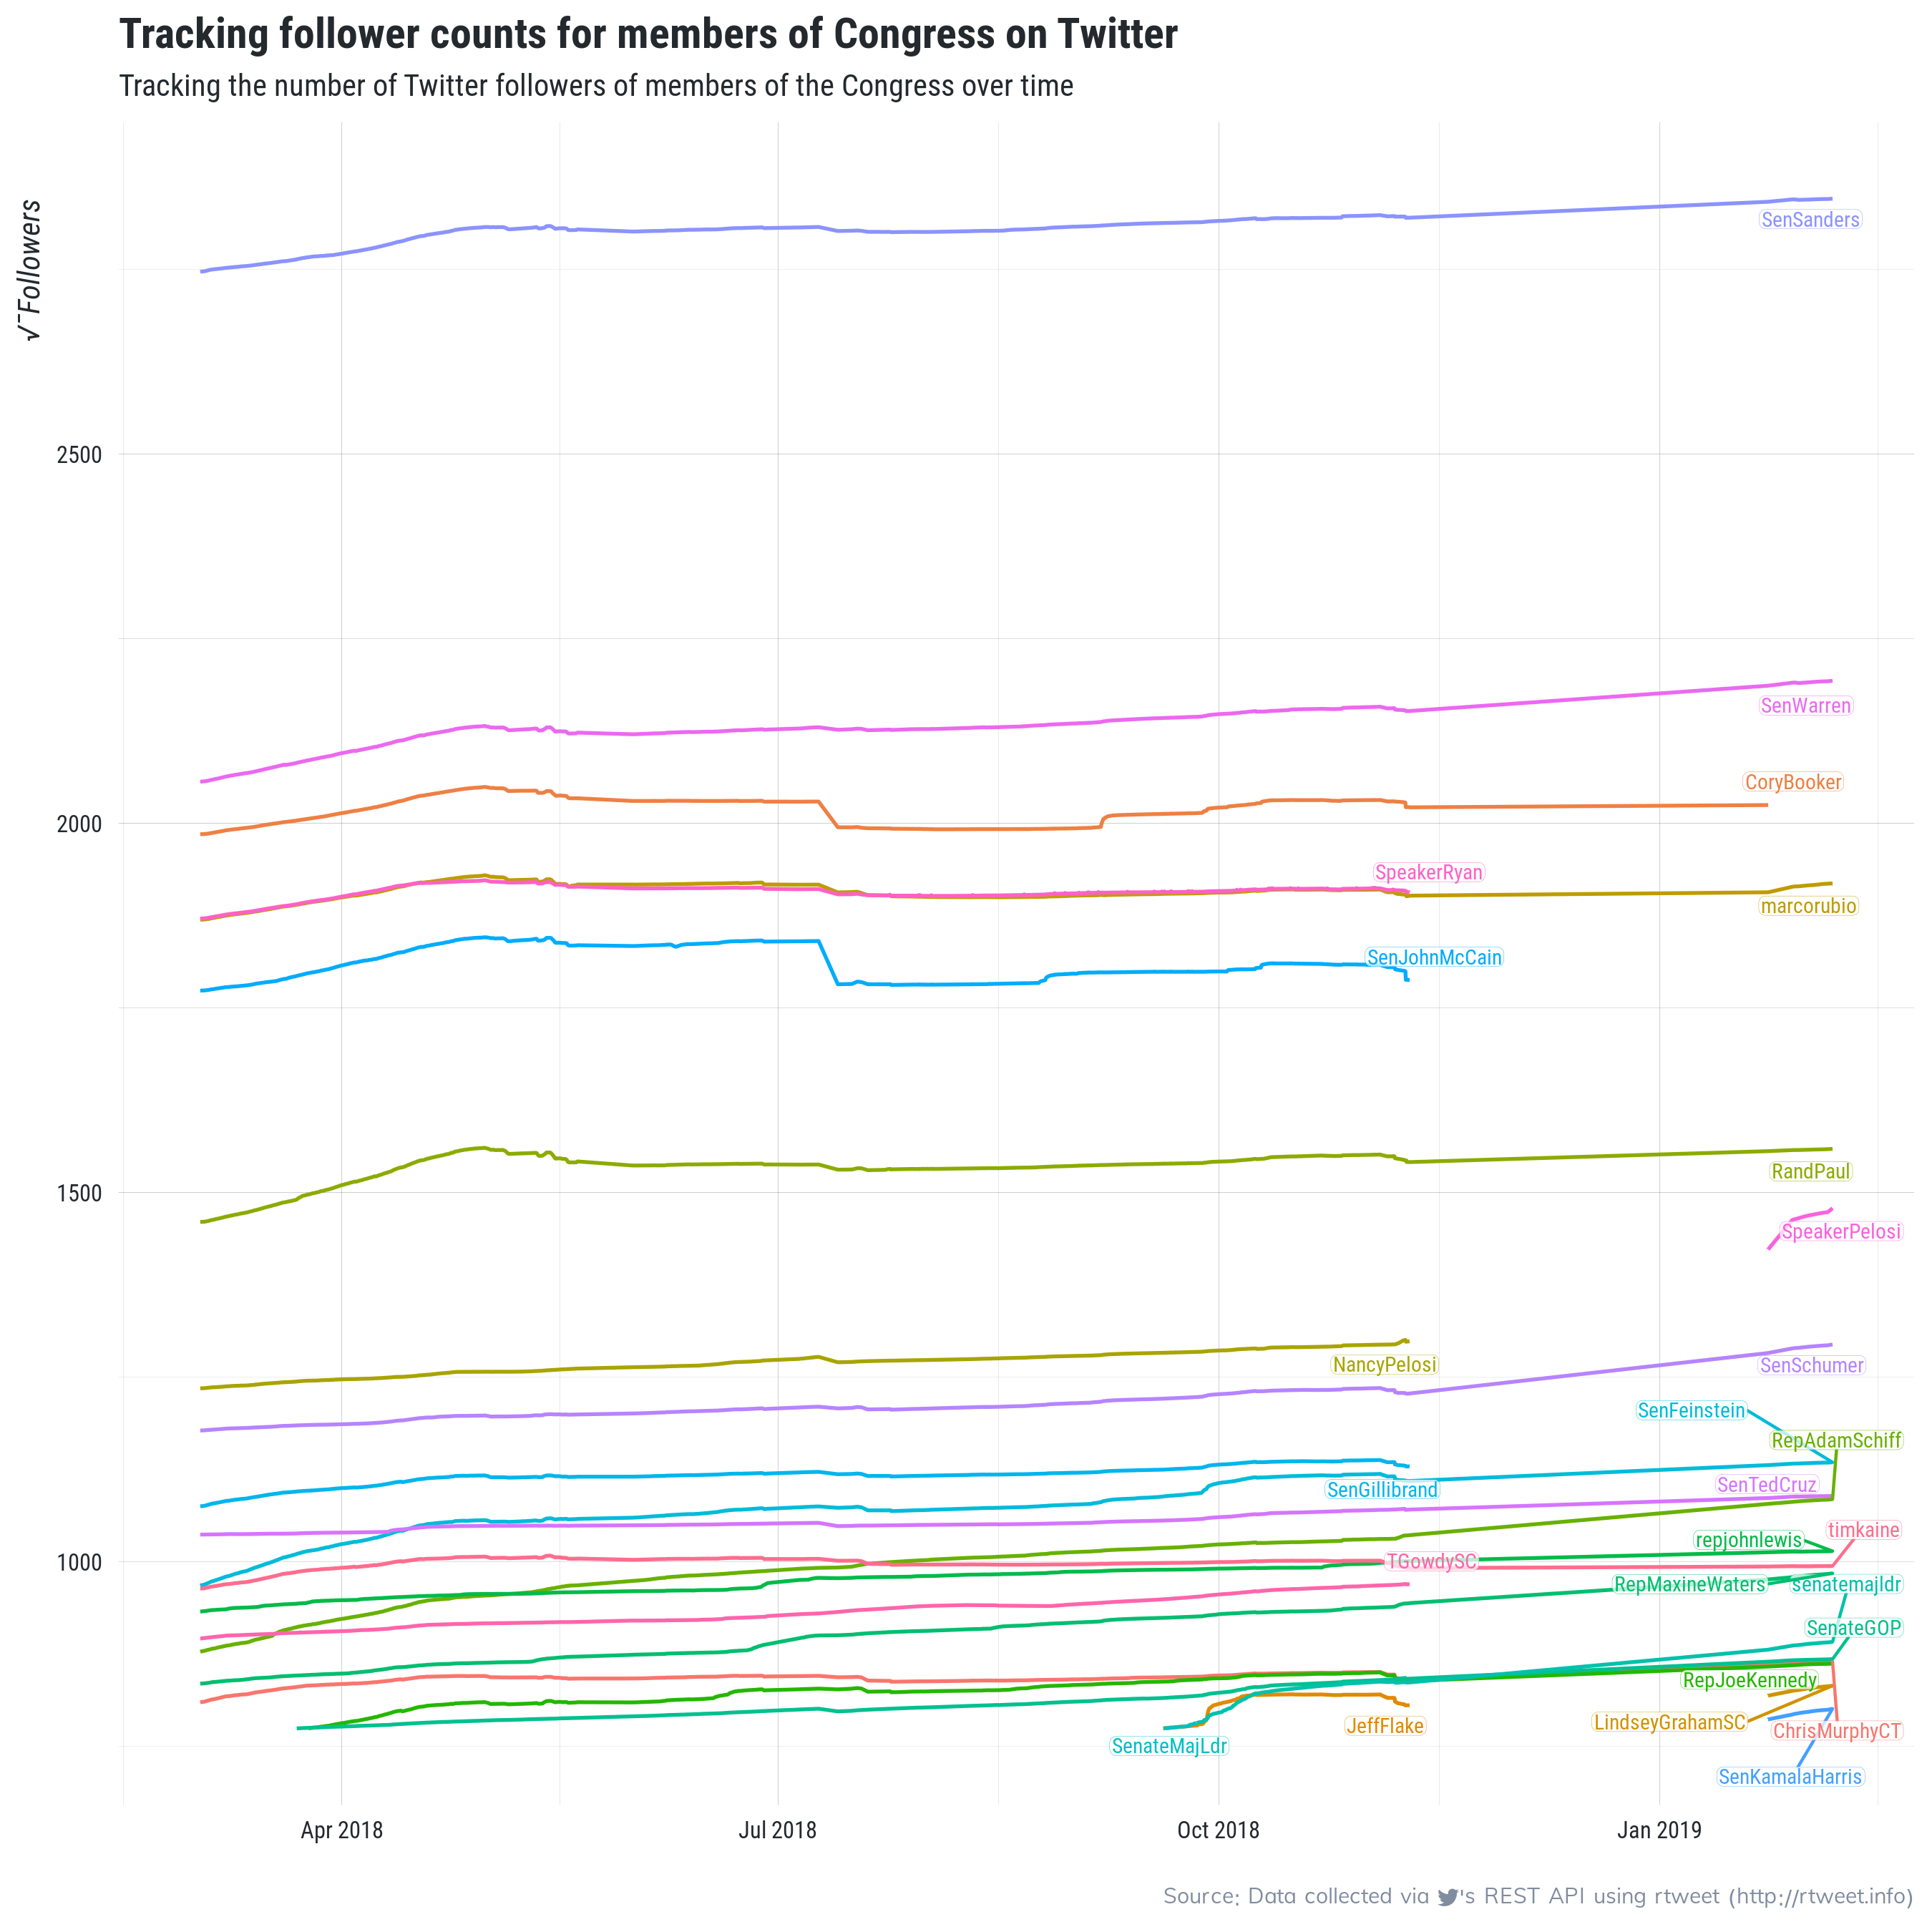 Tracking follower counts for members of Congress on Twitter
Tracking the number of Twitter followers of members of the Congress over time
√‾Followers
2500
2000
1500
1000
SenSanders
SenWarren
CoryBooker
SpeakerRyan
marcorubio
SenJohnMcCain
RandPaul
SpeakerPelosi
NancyPelosi
SenSchumer
SenFeinstein
RepAdamSchiff
SenTedCruz
SenGillibrand
timkaine
repjohnlewis
TGowdySC
RepMaxineWaters
senatemajldr
SenateGOP
RepJoeKennedy
LindseyGrahamSC
JeffFlake
ChrisMurphyCT
SenateMajLdr
SenKamalaHarris
Apr 2018
Jul 2018
Oct 2018
Jan 2019
Source: Data collected via 's REST API using rtweet (http://rtweet.info)